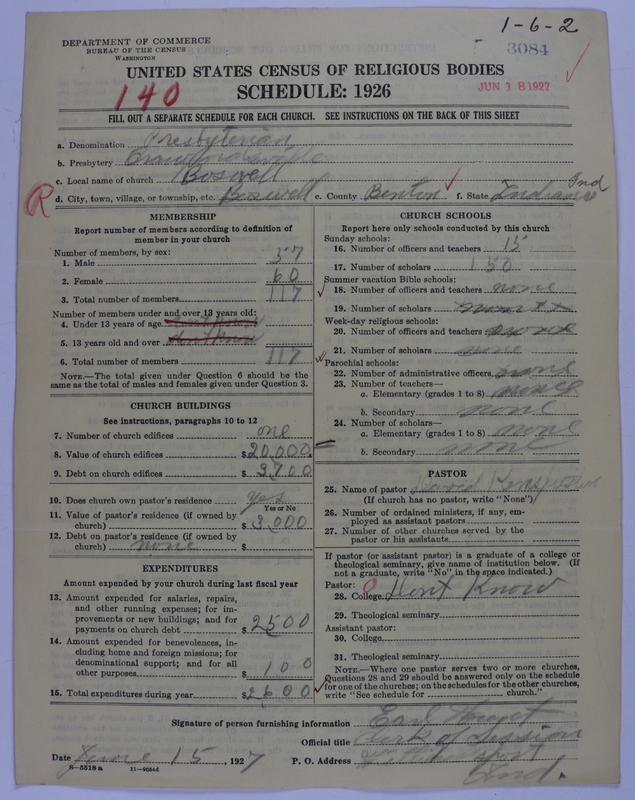 1-6-2
DEPARTMENT OF COMMERCE
BUREAU OF THE CENSUS
WASHINGTON
3084
UNITED STATES CENSUS OF RELIGIOUS BODIES
JUN 18 1927
140
SCHEDULE: 1926
FILL OUT A SEPARATE SCHEDULE FOR EACH CHURCH. SEE INSTRUCTIONS ON THE BACK OF THIS SHEET
a. Denomination Presbyterian
b. Presbytery Crawfordsville
c. Local name of church Boswell
R d. City, town, village, or township, etc. Boswell e. County Benton f. State Indiana Ind
MEMBERSHIP
Report number of members according to definition of
member in your church
Number of members, by sex:
1. Male 57
2. Female 60
3. Total number of members 117
Number of members under and over 13 years old:
4. Under 13 years of age
5. 13 years old and over
6. Total number of members 117
NOTE.—The total given under Question 6 should be
same as the total of males and females given under Question 3.
CHURCH BUILDINGS
See instructions, paragraphs 10 to 12
7. Number of church edifices one
8. Value of church edifices $20,000
9. Debt on church edifices $3,700
10. Does church own pastor's residence Yes
Yes or No
11. Value of pastor's residence (if owned by
church) $3,000
12. Debt on pastor's residence (if owned by
church) none $
EXPENDITURES
Amount expended by your church during last fiscal year
13. Amount expended for salaries, repairs,
and other running expenses; for im-
provements or new buildings; and for
payments on church debt $2500
14. Amount expended for benevolences, in-
cluding home and foreign missions; for
denominational support; and for all
other purposes $100
15. Total expenditures during year $2600
CHURCH SCHOOLS
Report here only schools conducted by this church
Sunday schools:
16. Number of officers and teachers 15
17. Number of scholars 150
Summer vacation Bible schools:
18. Number of officers and teachers none
19. Number of scholars none
Week-day religious schools:
20. Number of officers and teachers none
21. Number of scholars none
Parochial schools:
22. Number of administrative officers none
23. Number of teachers—
a. Elementary (grades 1 to 8) none
b. Secondary none
24. Number of scholars—
a. Elementary (grades 1 to 8) none
b. Secondary none
PASTOR
25. Name of pastor David
(If church has no pastor, write "None")
26. Number of ordained ministers, if any, em-
ployed as assistant pastors
27. Number of other churches served by the
pastor or his assistants
If pastor (or assistant pastor) is a graduate of a college or
theological seminary, give name of institution below. (If
not a graduate, write "No" in the space indicated.)
Pastor:
28. College Dont Know
29. Theological seminary
Assistant pastor:
30. College
31. Theological seminary
NOTE.—Where one pastor serves two or more churches,
Questions 28 and 29 should be answered only on the schedule
for one of the churches; on the schedules for the other churches,
write "See schedule for church."
Signature of person furnishing information Earl
Official title Clerk of Session
Date June 15, 1927 P. O. Address
Ind.
8-5518a 11-9054d